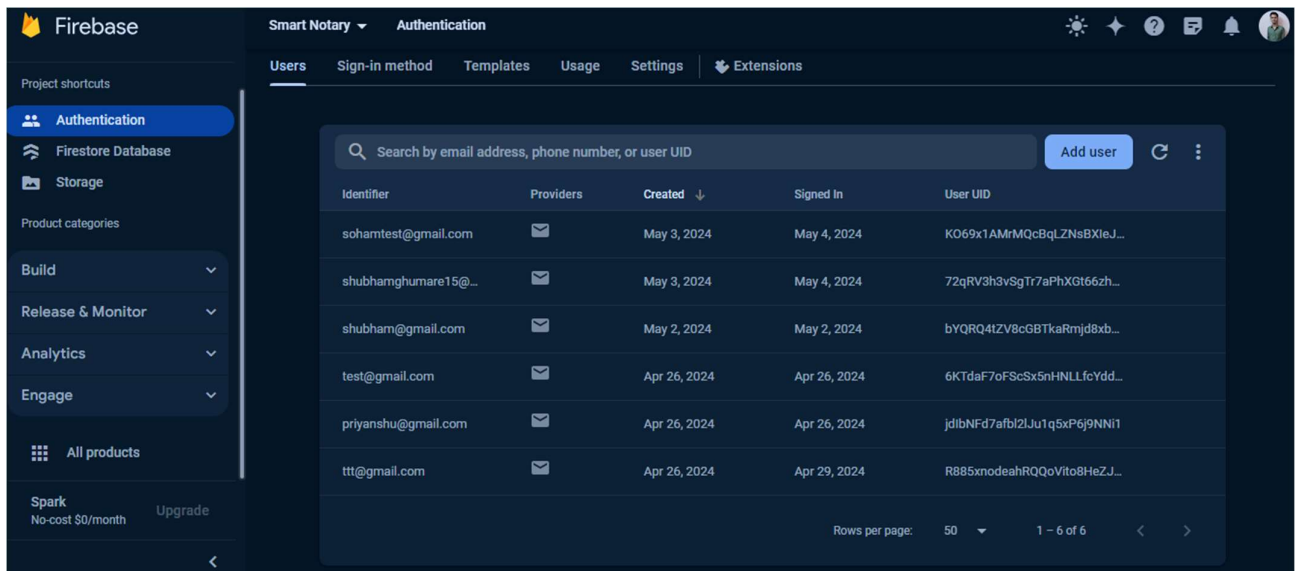 Firebase
Smart Notary
Authentication
Users
Sign-in method
Templates
Usage
Settings
Extensions
Project shortcuts
Authentication
Firestore Database
Storage
Product categories
Build
Release & Monitor
Analytics
Engage
All products
Spark
No-cost $0/month
Upgrade
Search by email address, phone number, or user UID
Add user
Identifier Providers Created Signed In User UID
sohamtest@gmail.com May 3, 2024 May 4, 2024 KO69x1AMrMQcBqLZNsBXIeJ...
shubhamghumare15@... May 3, 2024 May 4, 2024 72qRV3h3vSgTr7aPhXGt66zh...
shubham@gmail.com May 2, 2024 May 2, 2024 bYQRQ4tZV8cGBTkaRmjd8xb...
test@gmail.com Apr 26, 2024 Apr 26, 2024 6KTdaF7oFScSx5nHNLLfcYdd...
priyanshu@gmail.com Apr 26, 2024 Apr 26, 2024 jdIbNFd7afbl2lJu1q5xP6j9NNi1
ttt@gmail.com Apr 26, 2024 Apr 29, 2024 R885xnodeahRQQoVito8HeZJ...
Rows per page: 50 1 – 6 of 6